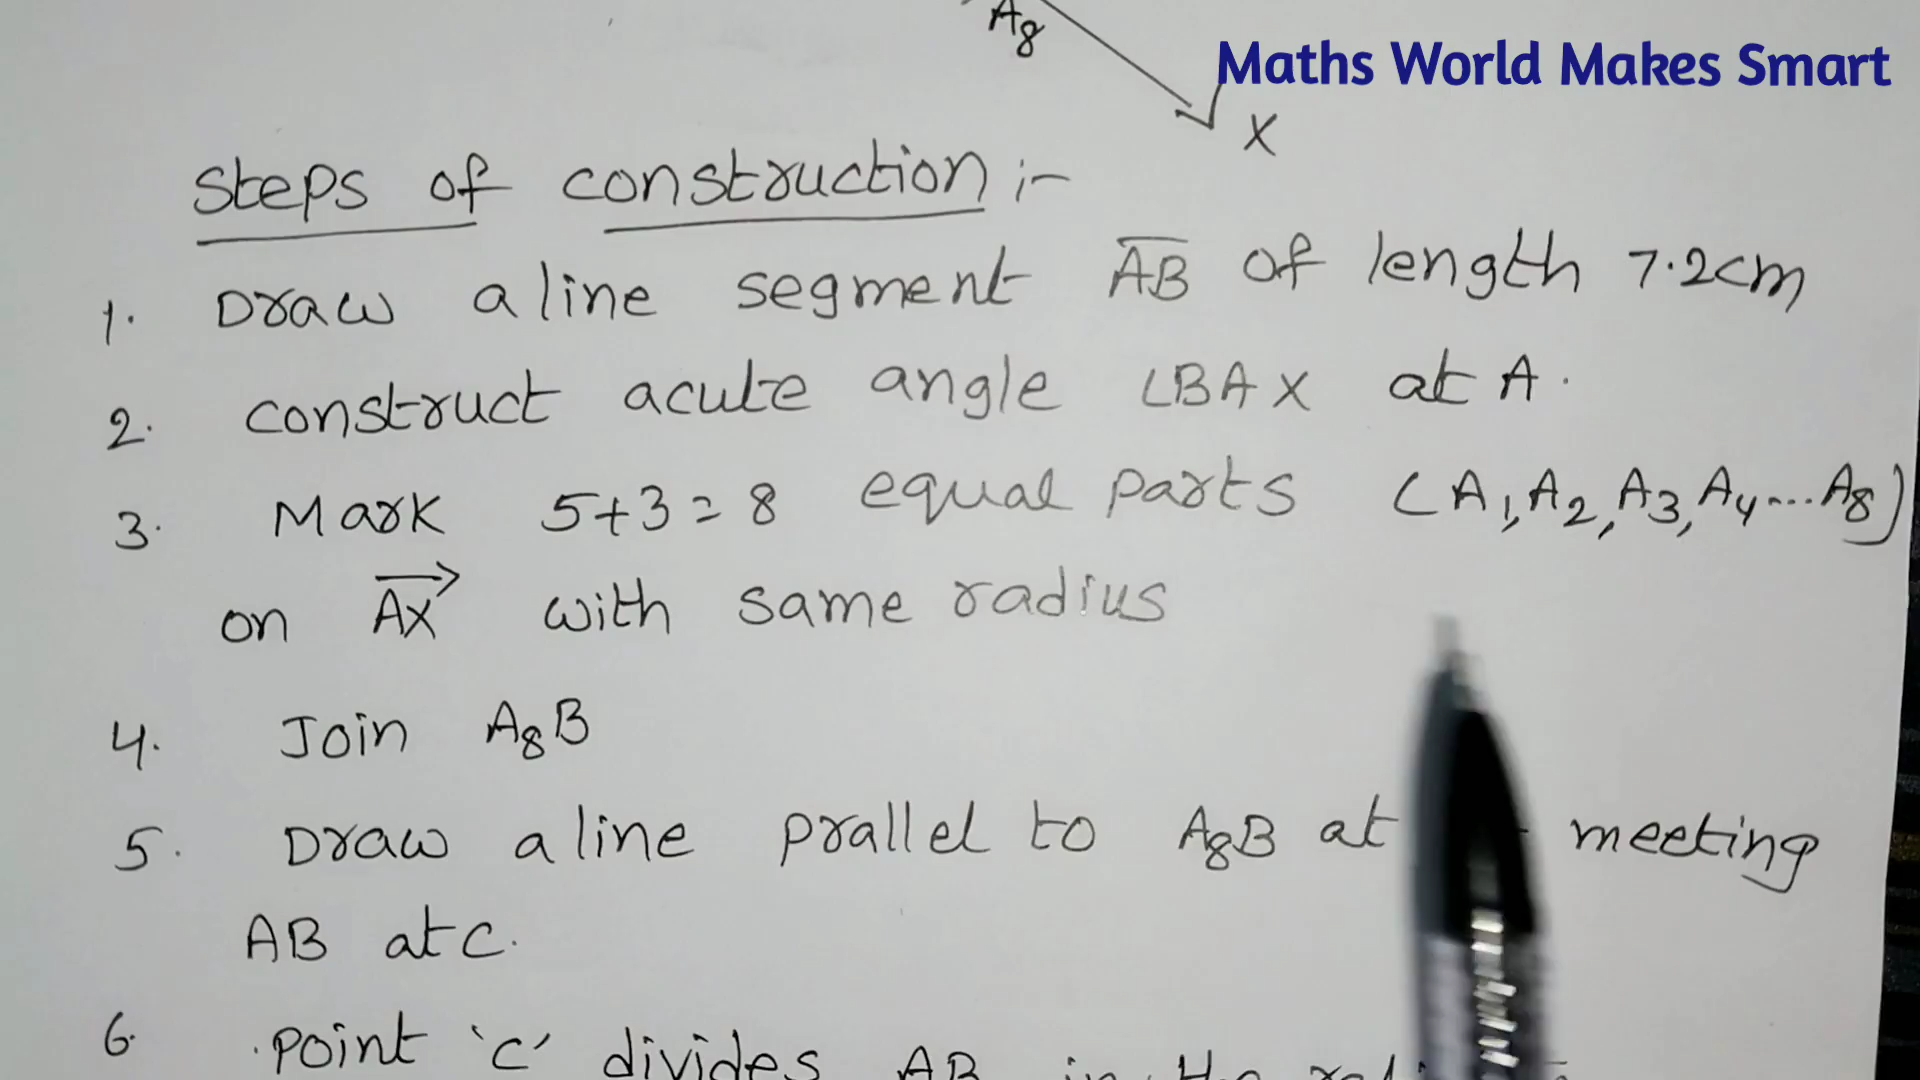 A8
Maths World Makes Smart
X
Steps of construction :-
1. Draw a line segment AB of length 7.2cm
2. construct acute angle ∠BAX at A.
3. Mark 5+3=8 equal parts (A1, A2, A3, A4...A8)
on AX with same radius
4. Join A8B
5. Draw a line prallel to A8B at meeting
AB at C.
6. Point 'C' divides AB in the